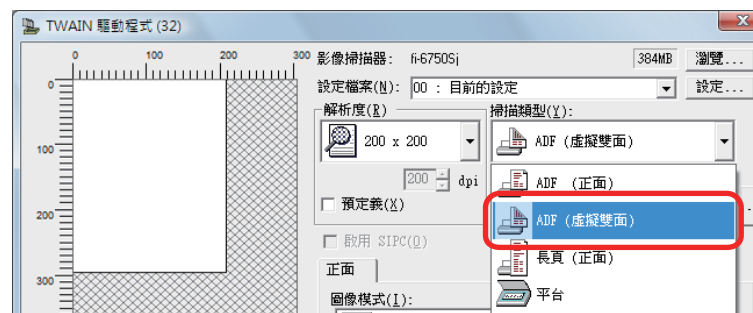 TWAIN 驅動程式 (32)
0 100 200 300
0
100
200
300
影像掃描器: fi-6750Sj 384MB 瀏覽...
設定檔案(N): 00 : 目前的設定 設定...
解析度(R)
200 x 200
200 dpi
預定義(X)
啟用 SIPC(O)
正面
圖像模式(I):
掃描類型(Y):
ADF (虛擬雙面)
ADF (正面)
ADF (虛擬雙面)
長頁 (正面)
平台